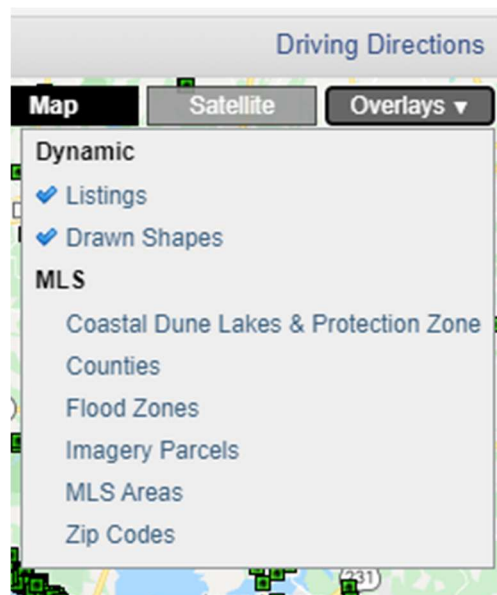 Driving Directions
Map Satellite Overlays ▼
Dynamic
Listings
Drawn Shapes
MLS
Coastal Dune Lakes & Protection Zone
Counties
Flood Zones
Imagery Parcels
MLS Areas
Zip Codes
231